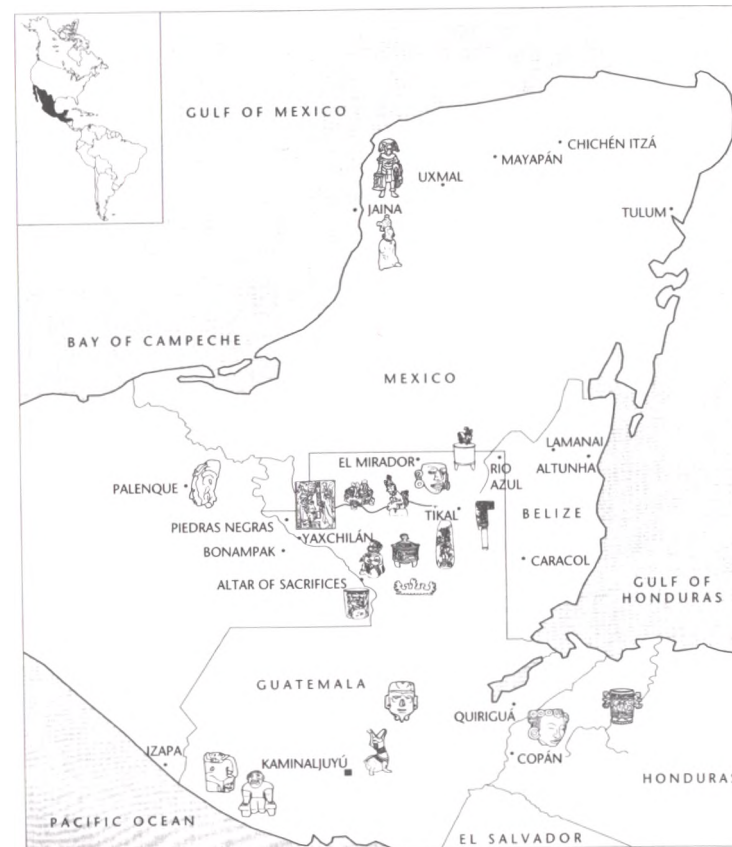 GULF OF MEXICO
CHICHÉN ITZÁ
MAYAPÁN
UXMAL
JAINA
TULUM
BAY OF CAMPECHE
MEXICO
LAMANAI
EL MIRADOR
RIO
AZUL
ALTUNHA
PALENQUE
TIKAL
BELIZE
PIEDRAS NEGRAS
YAXCHILÁN
BONAMPAK
CARACOL
ALTAR OF SACRIFICES
GULF OF
HONDURAS
GUATEMALA
QUIRIGUÁ
IZAPA
KAMINALJUYÚ
COPÁN
HONDURAS
PACIFIC OCEAN
EL SALVADOR